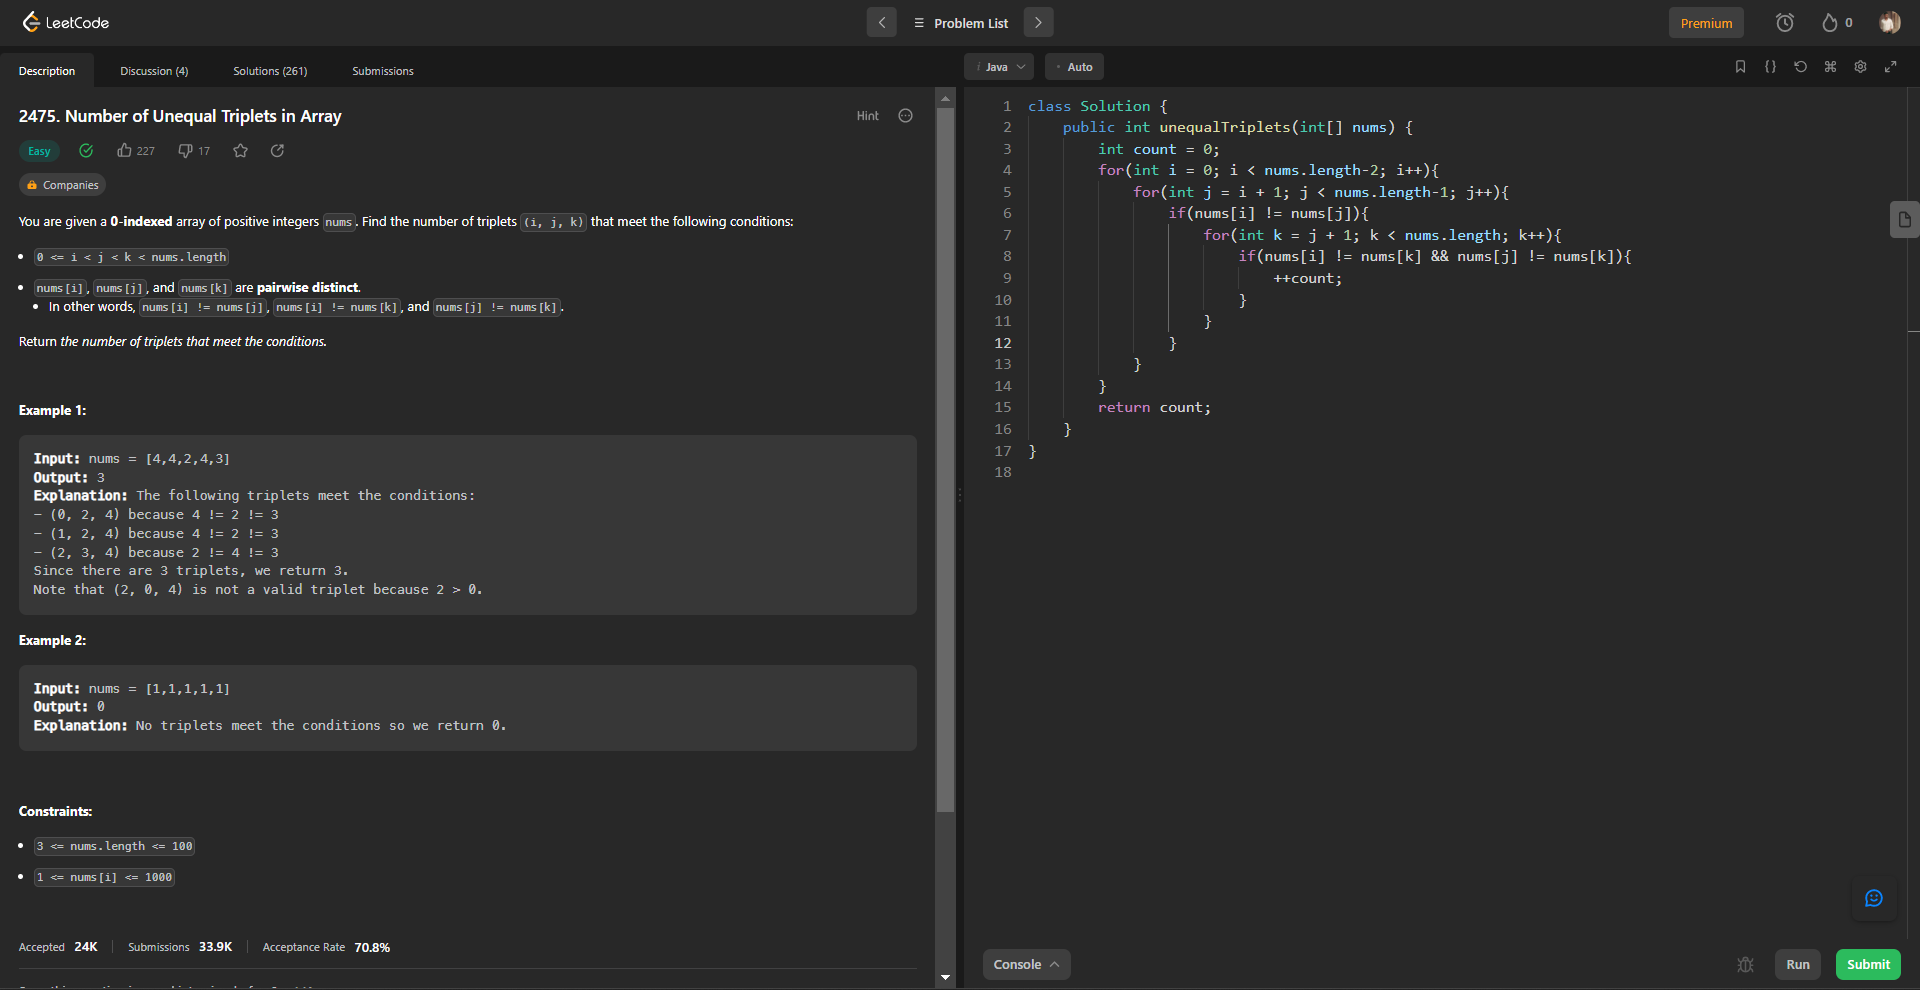 LeetCode
Problem List
Premium
0
Description
Discussion (4)
Solutions (261)
Submissions
2475. Number of Unequal Triplets in Array
Hint
Easy
227
17
Companies
You are given a 0-indexed array of positive integers nums. Find the number of triplets (i, j, k) that meet the following conditions:
0 <= i < j < k < nums.length
nums[i], nums[j], and nums[k] are pairwise distinct.
In other words, nums[i] != nums[j], nums[i] != nums[k], and nums[j] != nums[k].
Return the number of triplets that meet the conditions.
Example 1:
Input: nums = [4,4,2,4,3]
Output: 3
Explanation: The following triplets meet the conditions:
- (0, 2, 4) because 4 != 2 != 3
- (1, 2, 4) because 4 != 2 != 3
- (2, 3, 4) because 2 != 4 != 3
Since there are 3 triplets, we return 3.
Note that (2, 0, 4) is not a valid triplet because 2 > 0.
Example 2:
Input: nums = [1,1,1,1,1]
Output: 0
Explanation: No triplets meet the conditions so we return 0.
Constraints:
3 <= nums.length <= 100
1 <= nums[i] <= 1000
Accepted 24K
Submissions 33.9K
Acceptance Rate 70.8%
i Java
Auto
1 class Solution {
2 public int unequalTriplets(int[] nums) {
3 int count = 0;
4 for(int i = 0; i < nums.length-2; i++){
5 for(int j = i + 1; j < nums.length-1; j++){
6 if(nums[i] != nums[j]){
7 for(int k = j + 1; k < nums.length; k++){
8 if(nums[i] != nums[k] && nums[j] != nums[k]){
9 ++count;
10 }
11 }
12 }
13 }
14 }
15 return count;
16 }
17 }
18
Console
Run
Submit